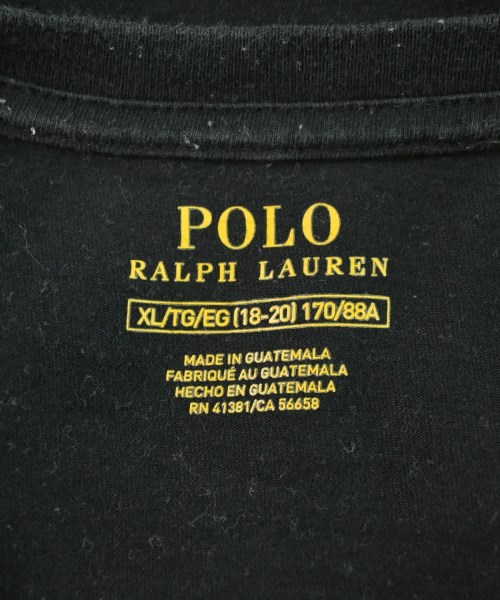 POLO
RALPH LAUREN
XL/TG/EG (18-20) 170/88A
MADE IN GUATEMALA
FABRIQUÉ AU GUATEMALA
HECHO EN GUATEMALA
RN 41381/CA 56658